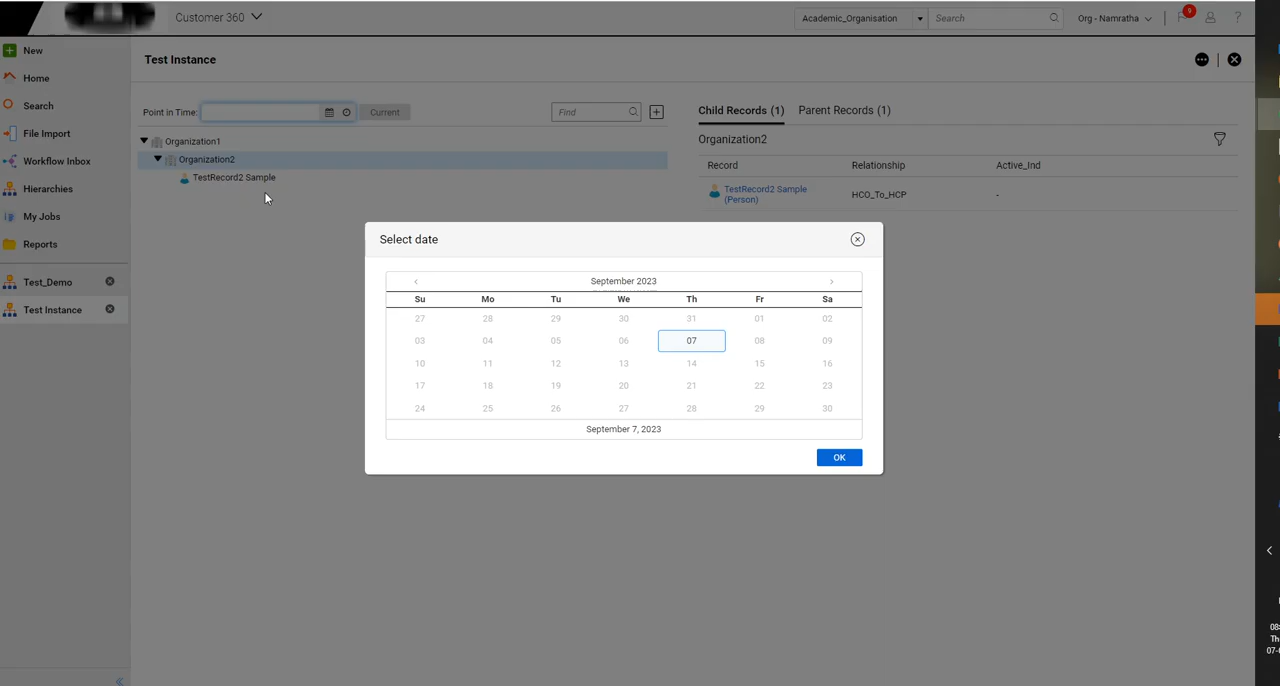 Customer 360
Academic_Organisation
Search
Org - Namratha
9
?
New
Home
Search
File Import
Workflow Inbox
Hierarchies
My Jobs
Reports
Test_Demo
Test Instance
Test Instance
Point in Time:
Current
Find
Organization1
Organization2
TestRecord2 Sample
Child Records (1) Parent Records (1)
Organization2
Record Relationship Active_Ind
TestRecord2 Sample HCO_To_HCP -
(Person)
Select date
September 2023
Su Mo Tu We Th Fr Sa
27 28 29 30 31 01 02
03 04 05 06 07 08 09
10 11 12 13 14 15 16
17 18 19 20 21 22 23
24 25 26 27 28 29 30
September 7, 2023
OK